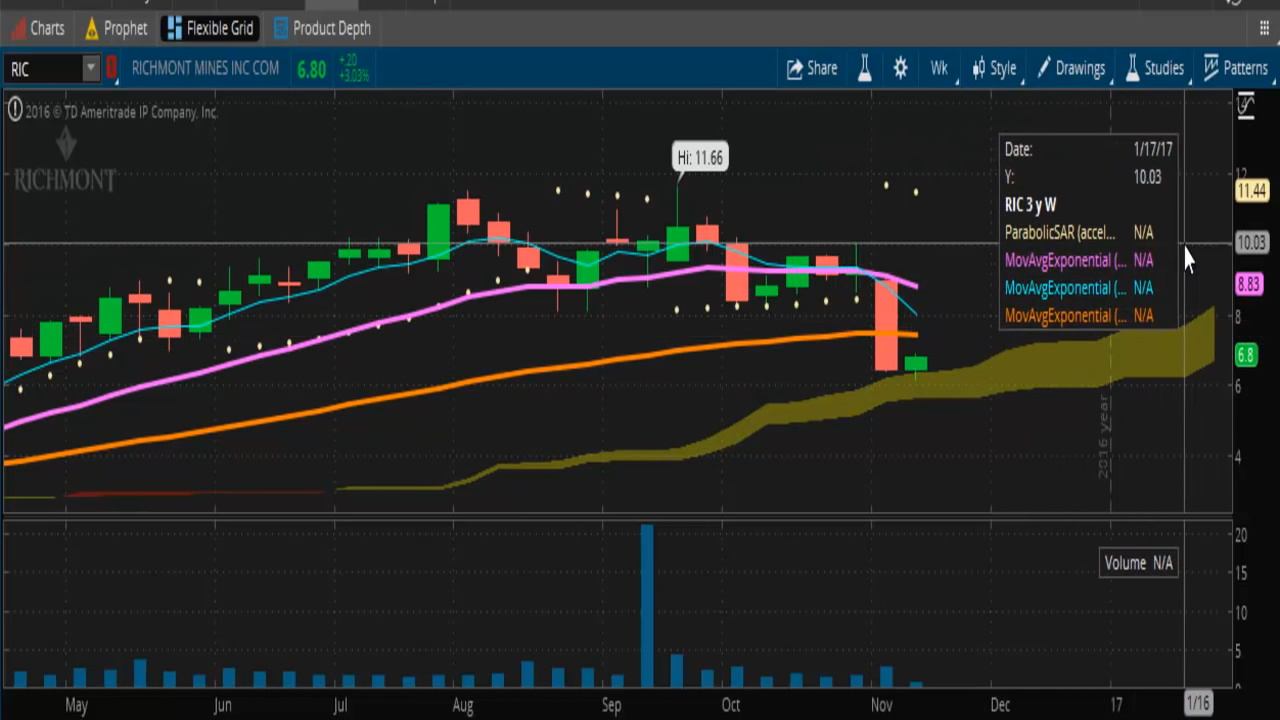 Charts Prophet Flexible Grid Product Depth
RIC RICHMONT MINES INC COM 6.80 +.20 +3.03% Share Wk Style Drawings Studies Patterns
2016 © TD Ameritrade IP Company, Inc.
RICHMONT
Hi: 11.66
Date: 1/17/17
Y: 10.03
RIC 3 y W
ParabolicSAR (accel... N/A
MovAvgExponential (... N/A
MovAvgExponential (... N/A
MovAvgExponential (... N/A
14
12
11.44
10.03
8.83
8
6.8
6
4
2016 year
20
15
10
5
Volume N/A
May Jun Jul Aug Sep Oct Nov Dec 17 1/16